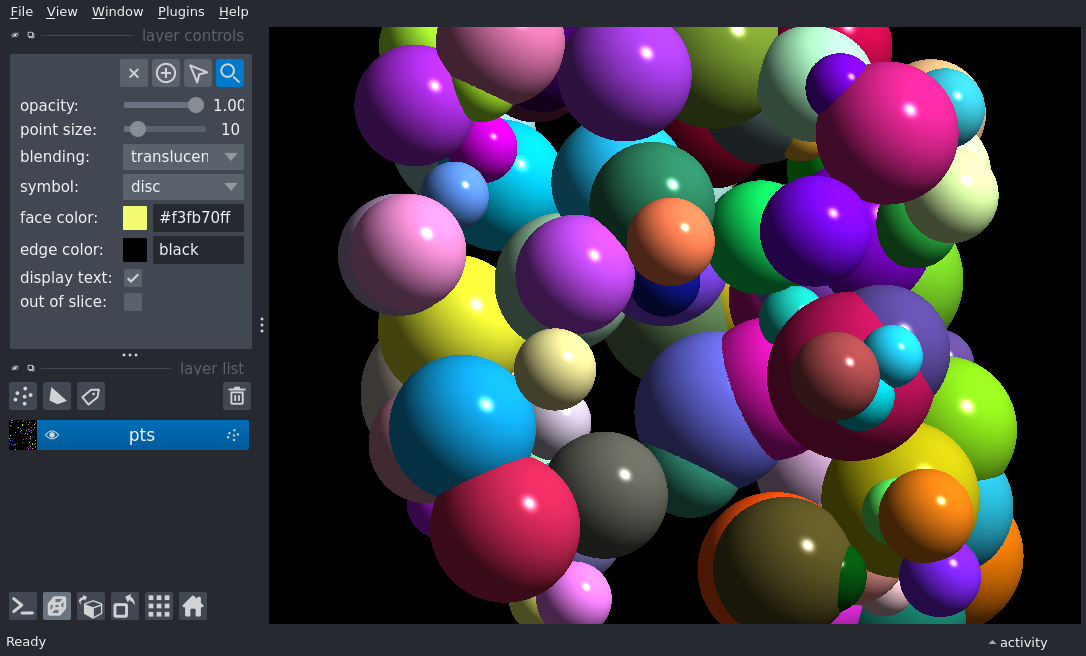 File View Window Plugins Help
layer controls
opacity: 1.00
point size: 10
blending: translucen
symbol: disc
face color: #f3fb70ff
edge color: black
display text:
out of slice:
layer list
pts
Ready
activity